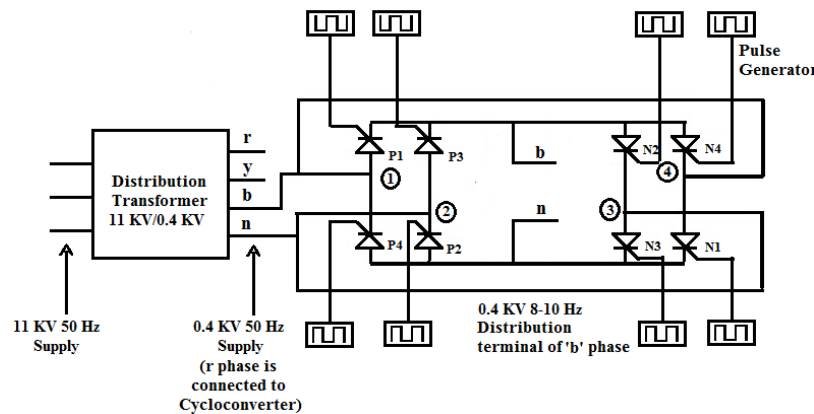 Pulse
Generator
P1
P3
b
N2
N4
r
y
b
n
Distribution
Transformer
11 KV/0.4 KV
1
2
4
3
n
P4
P2
N3
N1
11 KV 50 Hz
Supply
0.4 KV 50 Hz
Supply
(r phase is
connected to
Cycloconverter)
0.4 KV 8-10 Hz
Distribution
terminal of 'b' phase